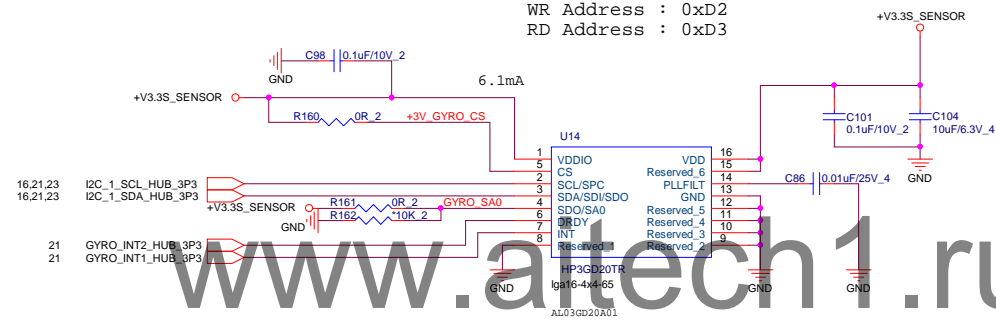 WR Address : 0xD2
RD Address : 0xD3
+V3.3S_SENSOR
C98
0.1uF/10V_2
GND
6.1mA
+V3.3S_SENSOR
R160
0R_2
+3V_GYRO_CS
C101
0.1uF/10V_2
C104
10uF/6.3V_4
GND
U14
1
VDDIO
VDD
16
5
CS
Reserved_6
15
16,21,23
I2C_1_SCL_HUB_3P3
2
SCL/SPC
PLLFILT
14
C86
0.01uF/25V_4
16,21,23
I2C_1_SDA_HUB_3P3
3
SDA/SDI/SDO
GND
13
+V3.3S_SENSOR
R161
0R_2
GYRO_SA0
4
SDO/SA0
Reserved_5
12
GND
R162
*10K_2
6
DRDY
Reserved_4
11
21
GYRO_INT2_HUB_3P3
7
INT
Reserved_3
10
21
GYRO_INT1_HUB_3P3
8
Reserved_1
Reserved_2
9
HP3GD20TR
lga16-4x4-65
GND
GND
GND
AL03GD20A01
www.aitech1.ru